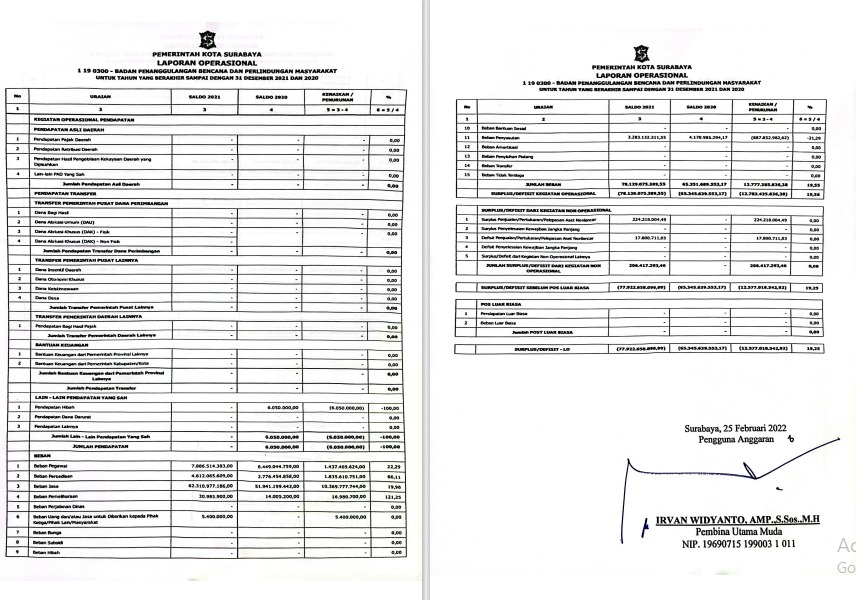 PEMERINTAH KOTA SURABAYA
LAPORAN OPERASIONAL
1 19 0300 - BADAN PENANGGULANGAN BENCANA DAN PERLINDUNGAN MASYARAKAT
UNTUK TAHUN YANG BERAKHIR SAMPAI DENGAN 31 DESEMBER 2021 DAN 2020
No URAIAN SALDO 2021 SALDO 2020 KENAIKAN / PENURUNAN %
1 2 3 4 5 = 3 - 4 6 = 5 / 4
KEGIATAN OPERASIONAL PENDAPATAN
PENDAPATAN ASLI DAERAH
1 Pendapatan Pajak Daerah - - - 0,00
2 Pendapatan Retribusi Daerah - - - 0,00
3 Pendapatan Hasil Pengelolaan Kekayaan Daerah yang Dipisahkan - - - 0,00
4 Lain-lain PAD Yang Sah - - - 0,00
Jumlah Pendapatan Asli Daerah - - - 0,00
PENDAPATAN TRANSFER
TRANSFER PEMERINTAH PUSAT DANA PERIMBANGAN
1 Dana Bagi Hasil - - - 0,00
2 Dana Alokasi Umum (DAU) - - - 0,00
3 Dana Alokasi Khusus (DAK) - Fisik - - - 0,00
4 Dana Alokasi Khusus (DAK) - Non Fisik - - - 0,00
Jumlah Pendapatan Transfer Dana Perimbangan - - - 0,00
TRANSFER PEMERINTAH PUSAT LAINNYA
1 Dana Insentif Daerah - - - 0,00
2 Dana Otonomi Khusus - - - 0,00
3 Dana Keistimewaan - - - 0,00
4 Dana Desa - - - 0,00
Jumlah Transfer Pemerintah Pusat Lainnya - - - 0,00
TRANSFER PEMERINTAH DAERAH LAINNYA
1 Pendapatan Bagi Hasil Pajak - - - 0,00
Jumlah Transfer Pemerintah Daerah Lainnya - - - 0,00
BANTUAN KEUANGAN
1 Bantuan Keuangan dari Pemerintah Provinsi Lainnya - - - 0,00
2 Bantuan Keuangan dari Pemerintah Kabupaten/Kota - - - 0,00
Jumlah Bantuan Keuangan dari Pemerintah Provinsi Lainnya - - - 0,00
Jumlah Pendapatan Transfer - - - 0,00
LAIN - LAIN PENDAPATAN YANG SAH
1 Pendapatan Hibah - 6.050.000,00 (6.050.000,00) -100,00
2 Pendapatan Dana Darurat - - - 0,00
3 Pendapatan Lainnya - - - 0,00
Jumlah Lain - Lain Pendapatan Yang Sah - 6.050.000,00 (6.050.000,00) -100,00
JUMLAH PENDAPATAN - 6.050.000,00 (6.050.000,00) -100,00
BEBAN
1 Beban Pegawai 7.886.514.383,00 6.449.044.759,00 1.437.469.624,00 22,29
2 Beban Persediaan 4.612.065.609,00 2.776.454.858,00 1.835.610.751,00 66,11
3 Beban Jasa 62.310.977.186,00 51.941.199.442,00 10.369.777.744,00 19,96
4 Beban Pemeliharaan 30.985.900,00 14.005.200,00 16.980.700,00 121,25
5 Beban Perjalanan Dinas - - - 0,00
6 Beban Uang dan/atau Jasa untuk Diberikan kepada Pihak Ketiga/Pihak Lain/Masyarakat 5.400.000,00 - 5.400.000,00 0,00
7 Beban Bunga - - - 0,00
8 Beban Subsidi - - - 0,00
9 Beban Hibah - - - 0,00
PEMERINTAH KOTA SURABAYA
LAPORAN OPERASIONAL
1 19 0300 - BADAN PENANGGULANGAN BENCANA DAN PERLINDUNGAN MASYARAKAT
UNTUK TAHUN YANG BERAKHIR SAMPAI DENGAN 31 DESEMBER 2021 DAN 2020
No URAIAN SALDO 2021 SALDO 2020 KENAIKAN / PENURUNAN %
1 2 3 4 5 = 3 - 4 6 = 5 / 4
10 Beban Bantuan Sosial - - - 0,00
11 Beban Penyusutan 3.283.132.311,55 4.170.985.294,17 (887.852.982,62) -21,29
12 Beban Amortisasi - - - 0,00
13 Beban Penyisihan Piutang - - - 0,00
14 Beban Transfer - - - 0,00
15 Beban Tidak Terduga - - - 0,00
JUMLAH BEBAN 78.129.075.389,55 65.351.689.553,17 12.777.385.836,38 19,55
SURPLUS/DEFISIT KEGIATAN OPERASIONAL (78.129.075.389,55) (65.345.639.553,17) (12.783.435.836,38) 19,56
SURPLUS/DEFISIT DARI KEGIATAN NON OPERASIONAL
1 Surplus Penjualan/Pertukaran/Pelepasan Aset Nonlancar 224.218.004,49 - 224.218.004,49 0,00
2 Surplus Penyelesaian Kewajiban Jangka Panjang - - - 0,00
3 Defisit Penjualan/Pertukaran/Pelepasan Aset Nonlancar 17.800.711,03 - 17.800.711,03 0,00
4 Defisit Penyelesaian Kewajiban Jangka Panjang - - - 0,00
5 Surplus/Defisit dari Kegiatan Non Operasional Lainnya - - - 0,00
JUMLAH SURPLUS/DEFISIT DARI KEGIATAN NON OPERASIONAL 206.417.293,46 - 206.417.293,46 0,00
SURPLUS/DEFISIT SEBELUM POS LUAR BIASA (77.922.658.096,09) (65.345.639.553,17) (12.577.018.542,92) 19,25
POS LUAR BIASA
1 Pendapatan Luar Biasa - - - 0,00
2 Beban Luar Biasa - - - 0,00
Jumlah POST LUAR BIASA - - - 0,00
SURPLUS/DEFISIT - LO (77.922.658.096,09) (65.345.639.553,17) (12.577.018.542,92) 19,25
Surabaya, 25 Februari 2022
Pengguna Anggaran
IRVAN WIDYANTO, AMP.,S.Sos.,M.H
Pembina Utama Muda
NIP. 19690715 199003 1 011
Ac
Go